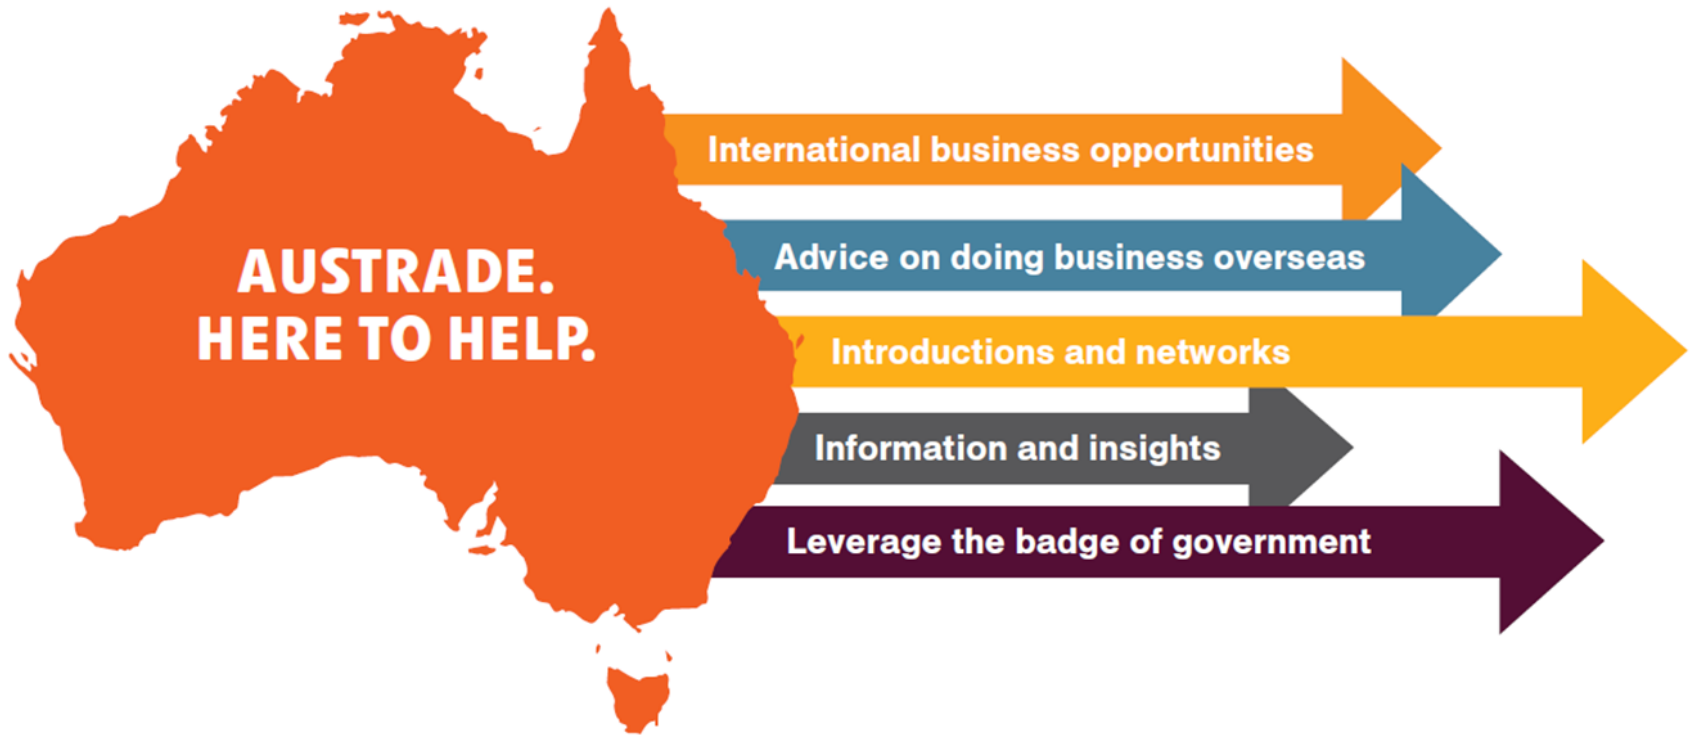 AUSTRADE.
HERE TO HELP.
International business opportunities
Advice on doing business overseas
Introductions and networks
Information and insights
Leverage the badge of government